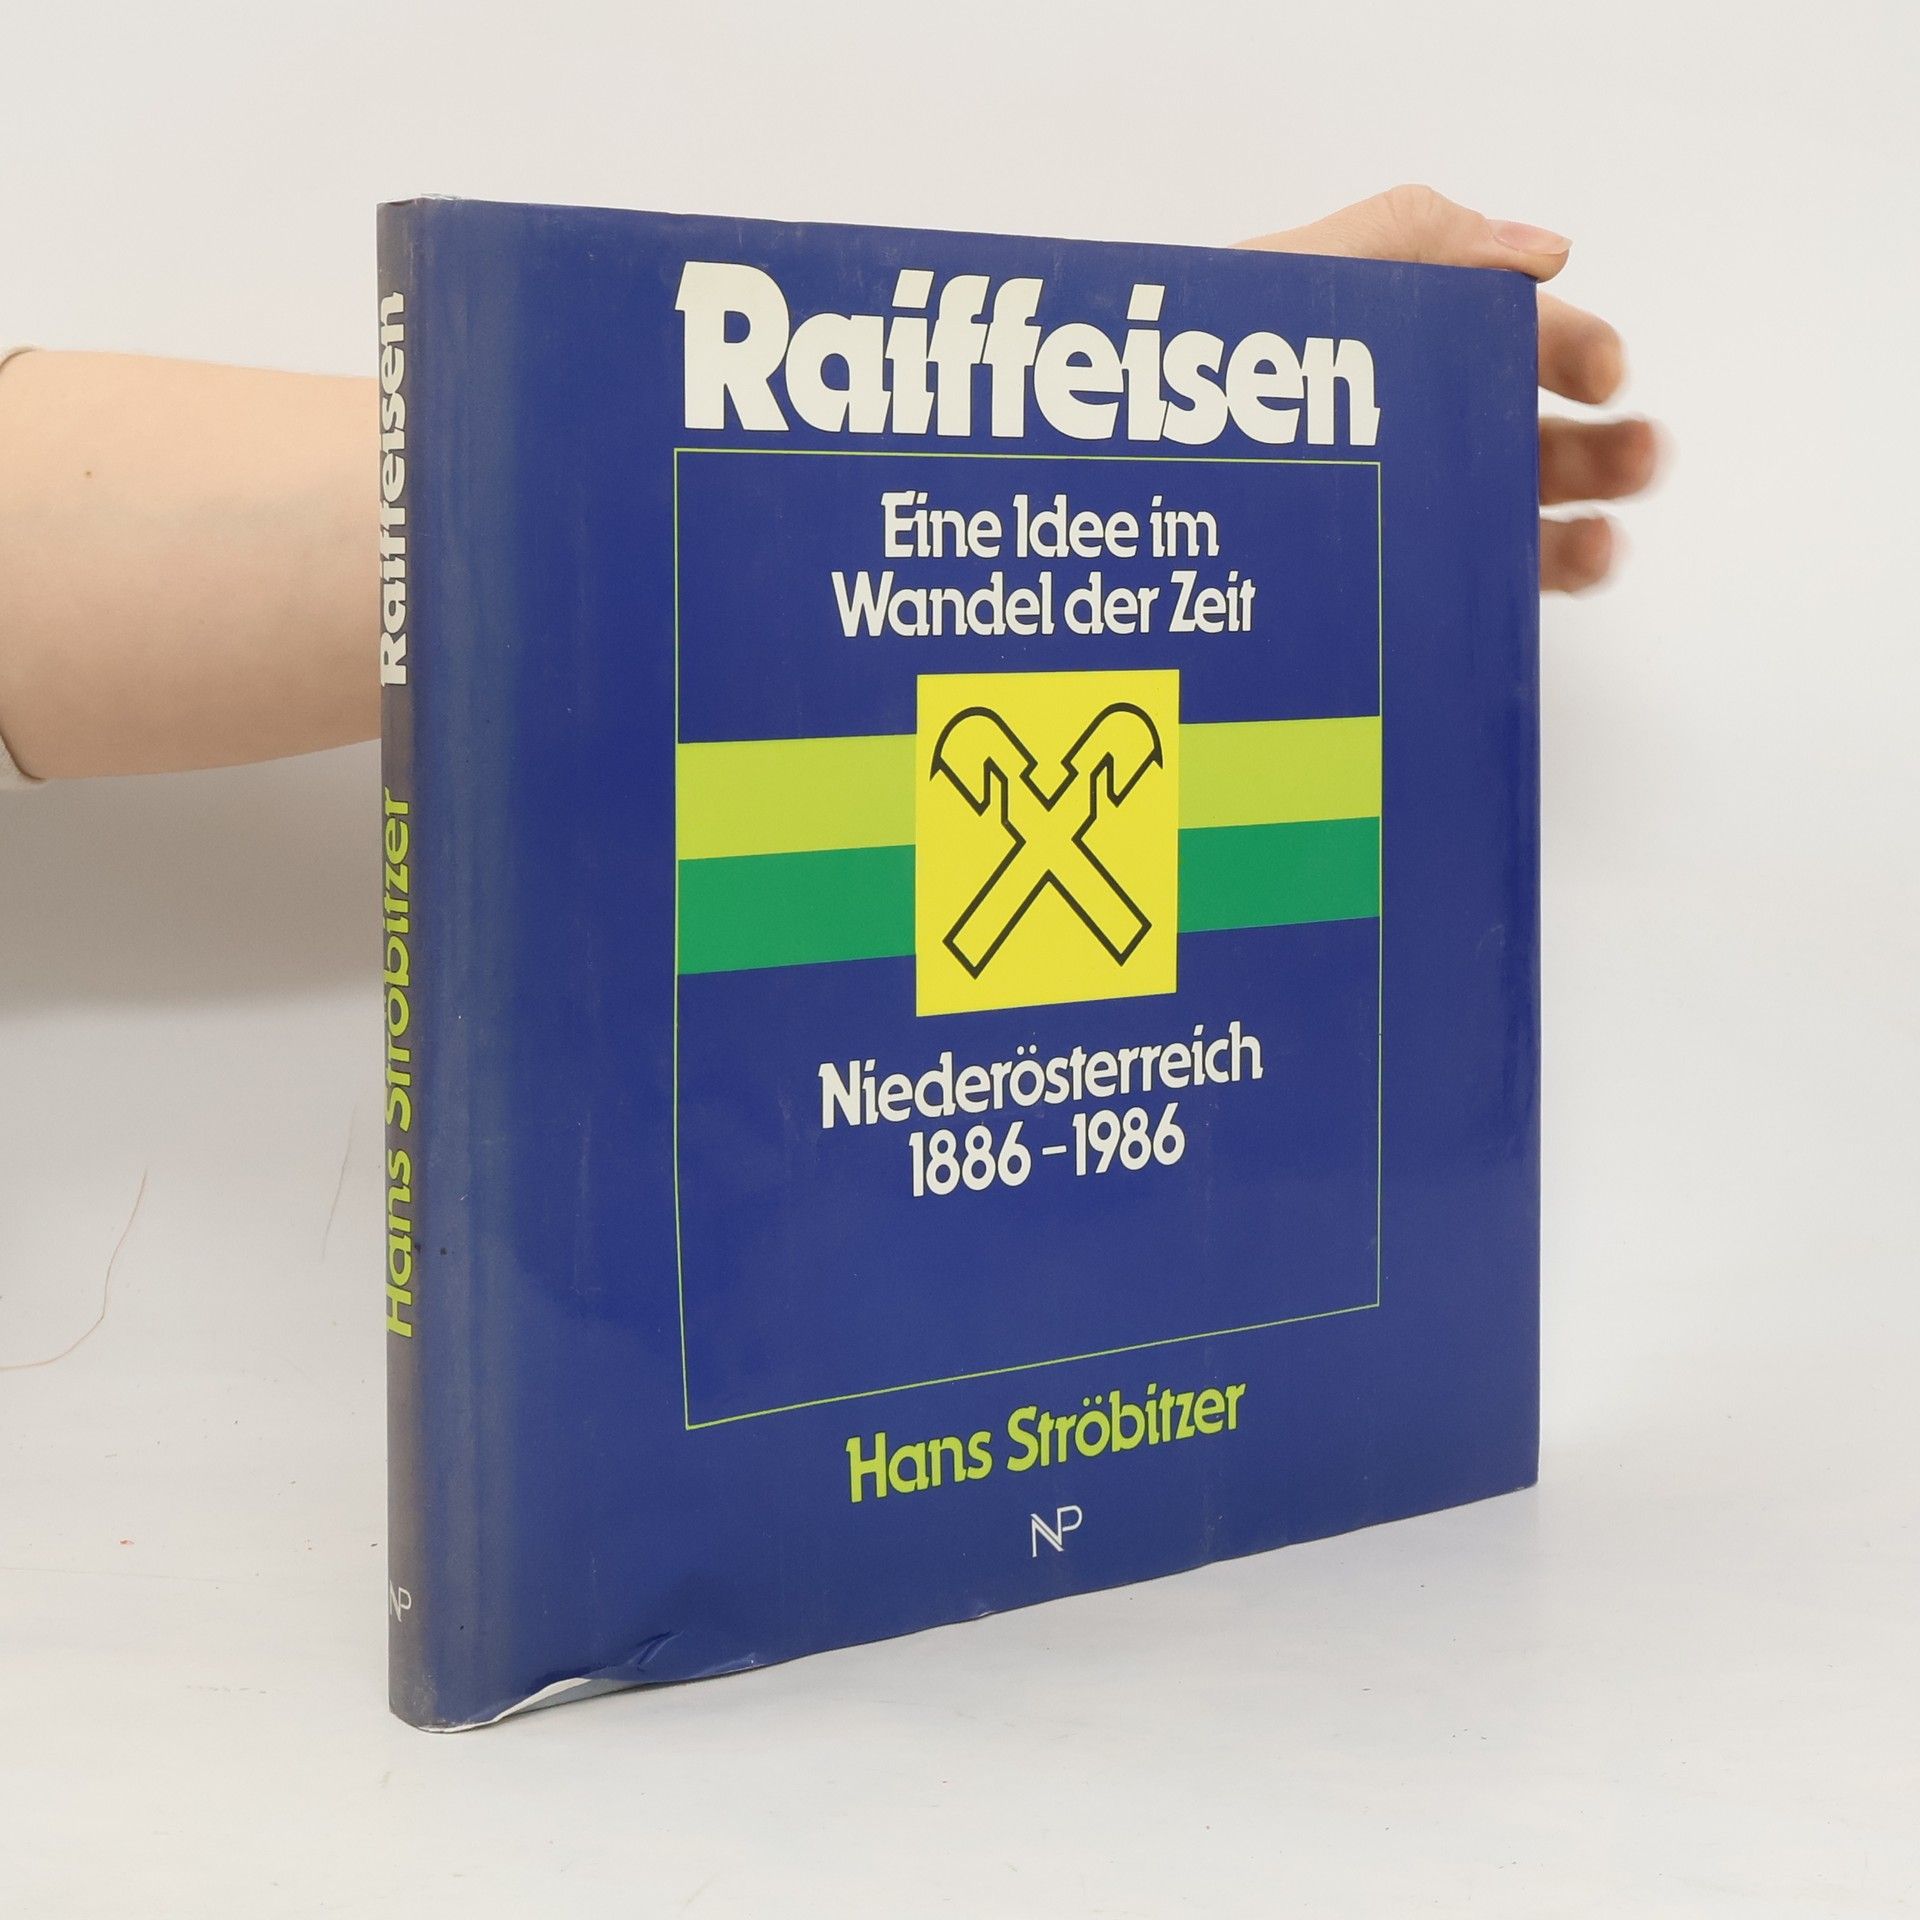 Raiffeisen
Eine Idee im
Wandel der Zeit
Niederösterreich
1886–1986
Hans Ströbitzer
NP
Hans Ströbitzer Raiffeisen
NP